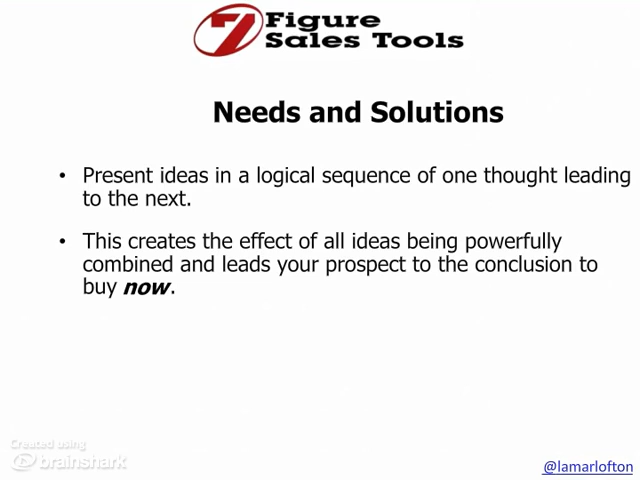 7 Figure
Sales Tools
Needs and Solutions
• Present ideas in a logical sequence of one thought leading
to the next.
• This creates the effect of all ideas being powerfully
combined and leads your prospect to the conclusion to
buy now.
Created using
brainshark
@lamarlofton